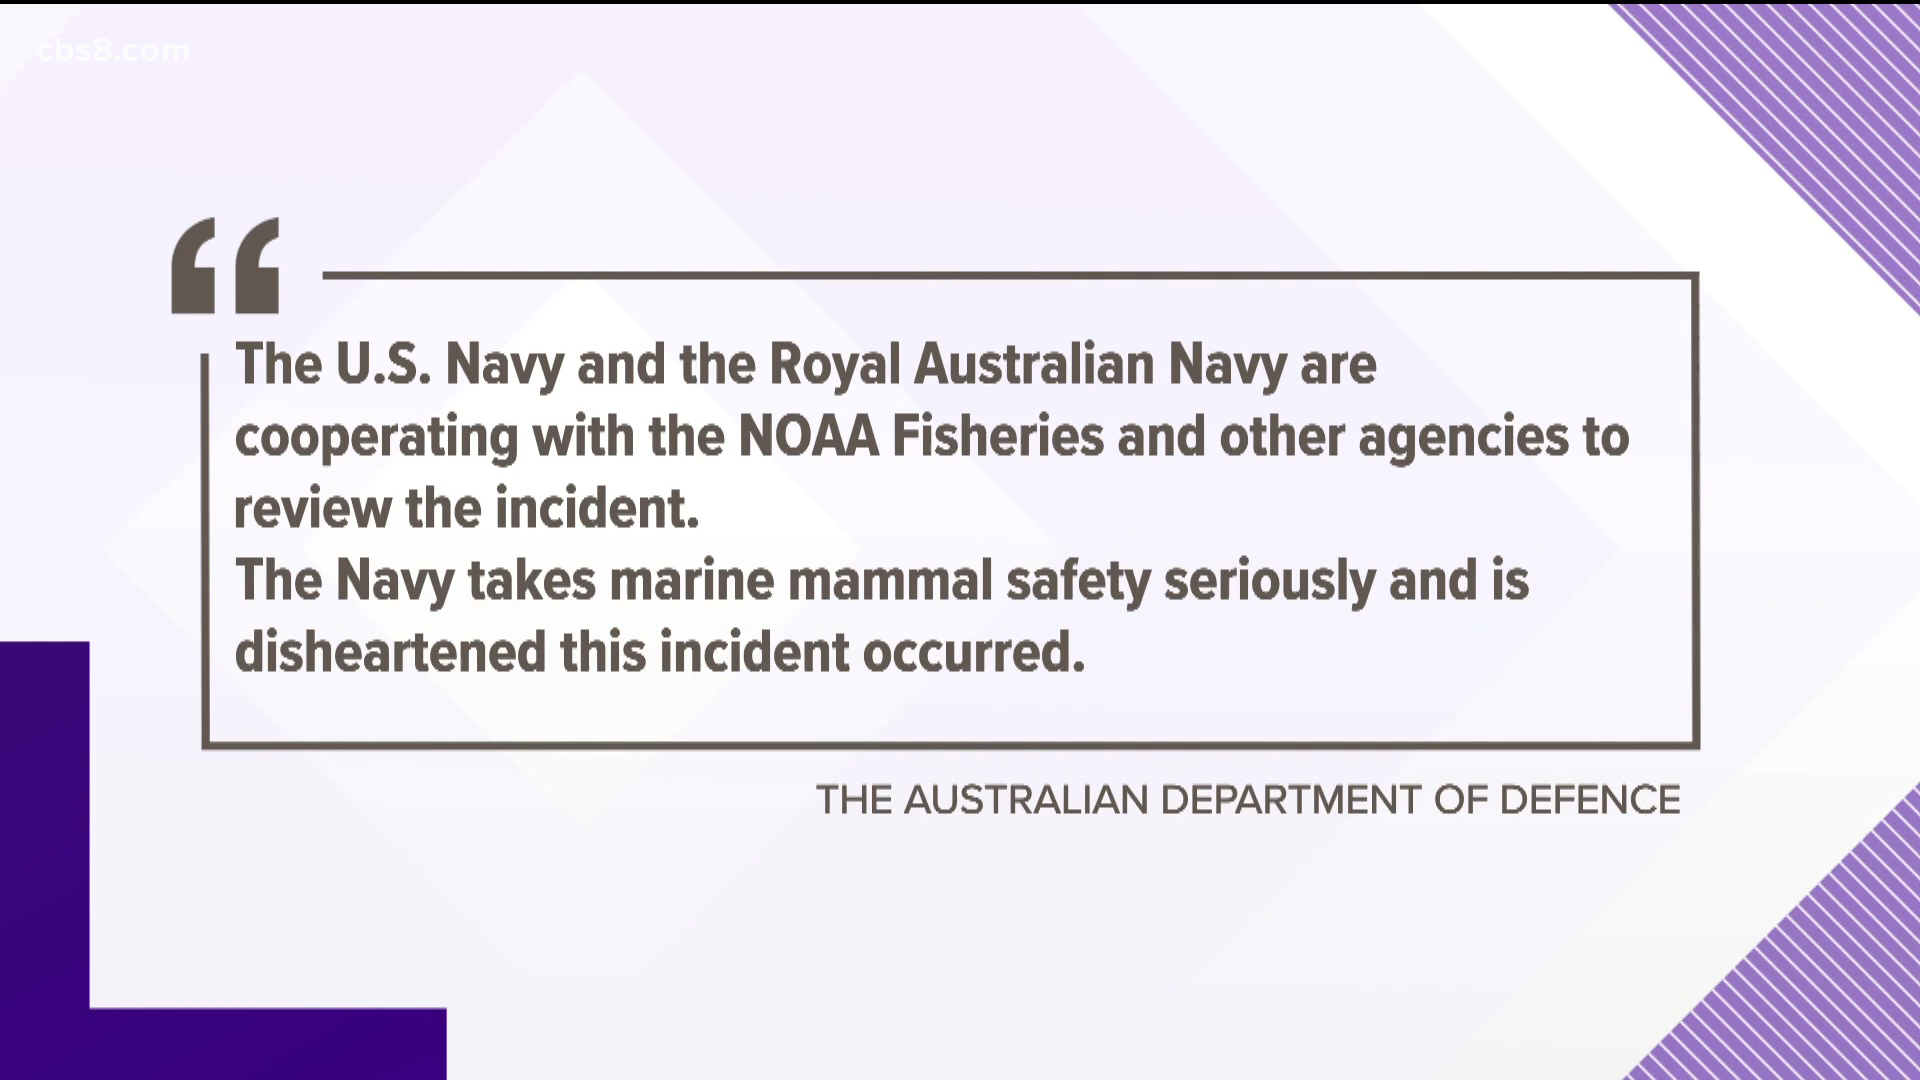 cbs8.com
“
The U.S. Navy and the Royal Australian Navy are
cooperating with the NOAA Fisheries and other agencies to
review the incident.
The Navy takes marine mammal safety seriously and is
disheartened this incident occurred.
THE AUSTRALIAN DEPARTMENT OF DEFENCE